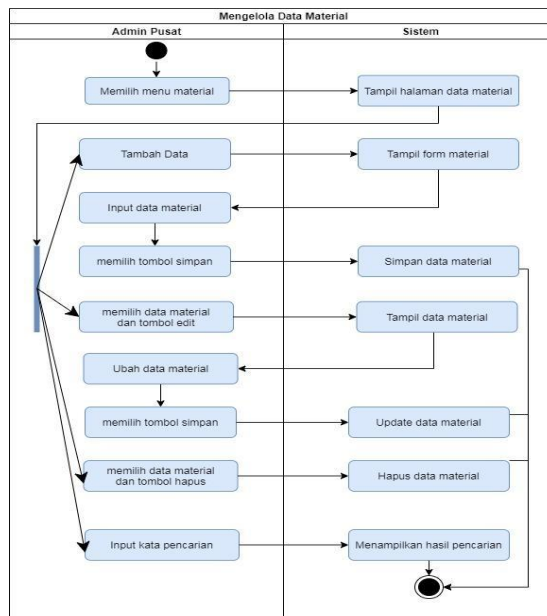 Mengelola Data Material
Admin Pusat
Sistem
Memilih menu material
Tampil halaman data material
Tambah Data
Tampil form material
Input data material
memilih tombol simpan
Simpan data material
memilih data material
dan tombol edit
Tampil data material
Ubah data material
memilih tombol simpan
Update data material
memilih data material
dan tombol hapus
Hapus data material
Input kata pencarian
Menampilkan hasil pencarian